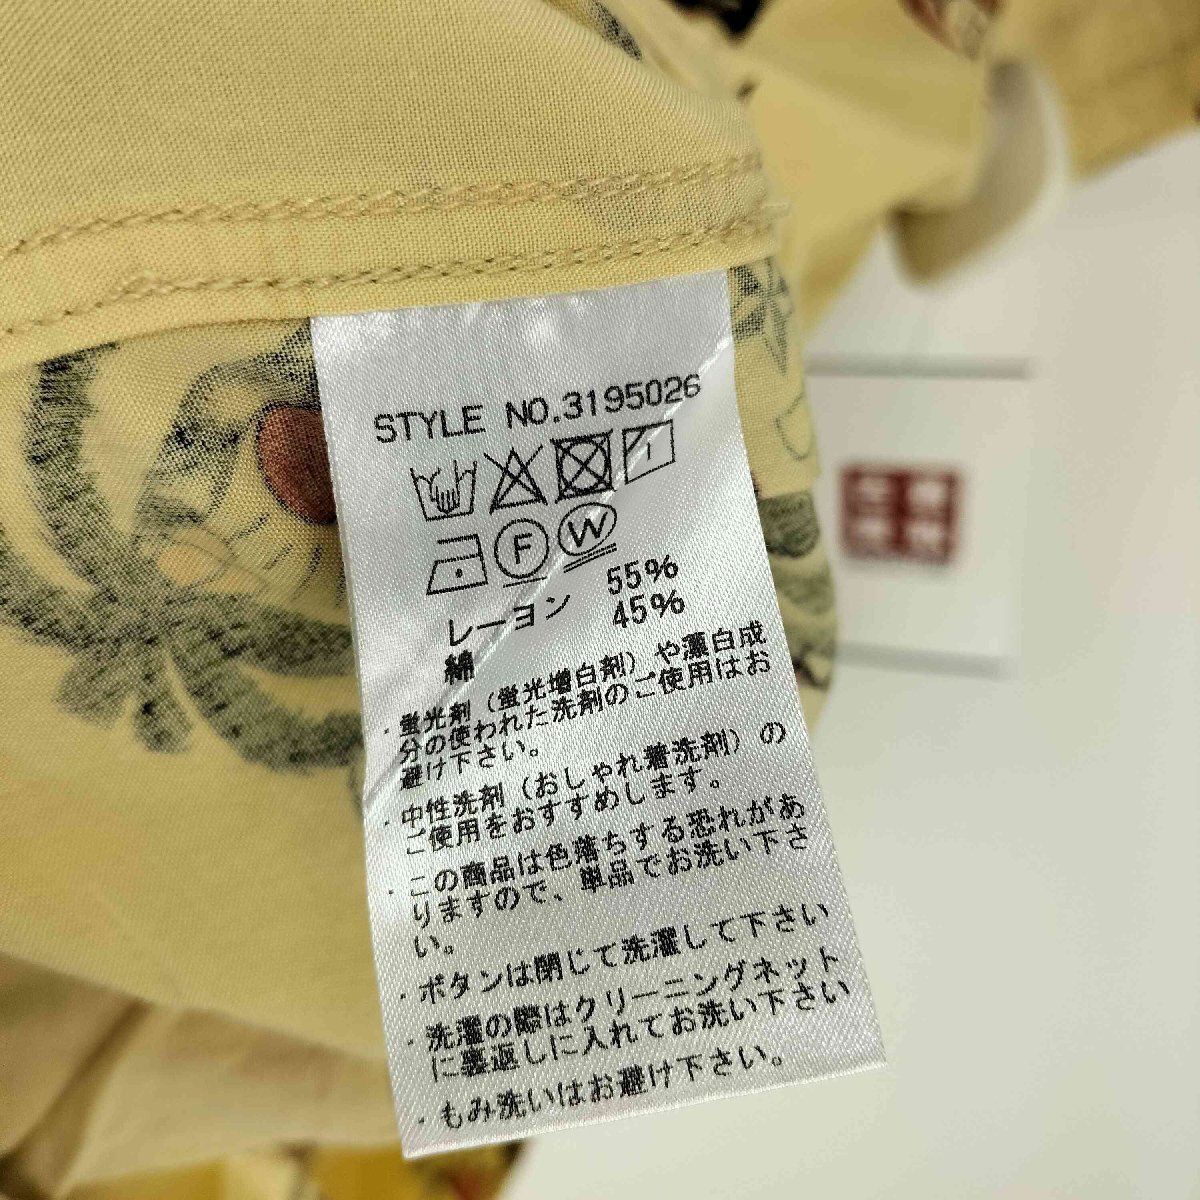 STYLE NO.3195026
F W
レーヨン 55%
綿 45%
・蛍光剤（蛍光増白剤）や漂白成
分の使われた洗剤のご使用はお
避け下さい。
・中性洗剤（おしゃれ着洗剤）の
ご使用をおすすめします。
・この商品は色落ちする恐れがあ
りますので、単品でお洗い下さ
い。
・ボタンは閉じて洗濯して下さい
・洗濯の際はクリーニングネット
に裏返しに入れてお洗い下さい
・もみ洗いはお避け下さい。